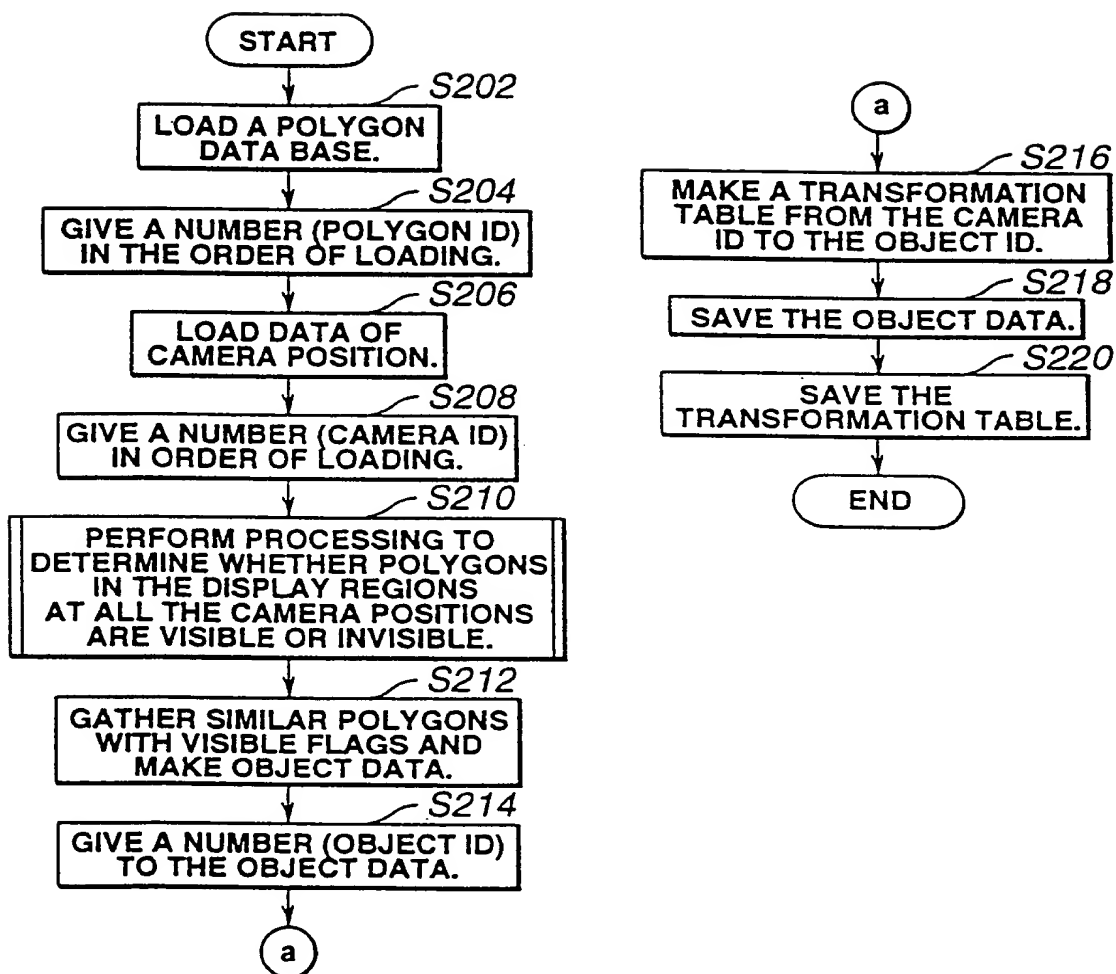 START
S202
LOAD A POLYGON
DATA BASE.
S204
GIVE A NUMBER (POLYGON ID)
IN THE ORDER OF LOADING.
S206
LOAD DATA OF
CAMERA POSITION.
S208
GIVE A NUMBER (CAMERA ID)
IN ORDER OF LOADING.
S210
PERFORM PROCESSING TO
DETERMINE WHETHER POLYGONS
IN THE DISPLAY REGIONS
AT ALL THE CAMERA POSITIONS
ARE VISIBLE OR INVISIBLE.
S212
GATHER SIMILAR POLYGONS
WITH VISIBLE FLAGS AND
MAKE OBJECT DATA.
S214
GIVE A NUMBER (OBJECT ID)
TO THE OBJECT DATA.
a
a
S216
MAKE A TRANSFORMATION
TABLE FROM THE CAMERA
ID TO THE OBJECT ID.
S218
SAVE THE OBJECT DATA.
S220
SAVE THE
TRANSFORMATION TABLE.
END